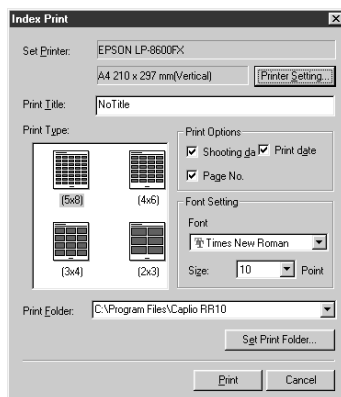 Index Print
Set Printer: EPSON LP-8600FX
A4 210 x 297 mm(Vertical) Printer Setting...
Print Title: NoTitle
Print Type:
(5x8) (4x6)
(3x4) (2x3)
Print Options
Shooting da Print date
Page No.
Font Setting
Font
Times New Roman
Size: 10 Point
Print Folder: C:\Program Files\Caplio RR10
Set Print Folder...
Print Cancel